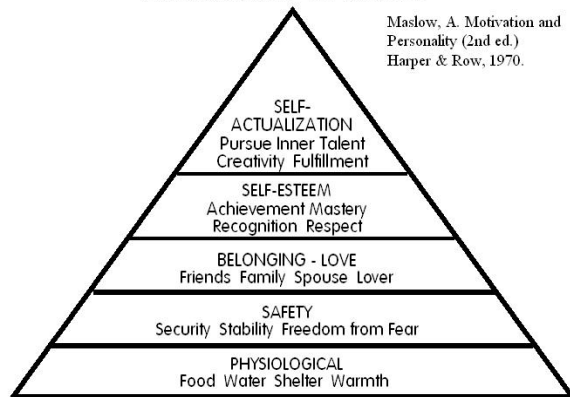 Maslow, A. Motivation and
Personality (2nd ed.)
Harper & Row, 1970.
SELF-
ACTUALIZATION
Pursue Inner Talent
Creativity Fulfillment
SELF-ESTEEM
Achievement Mastery
Recognition Respect
BELONGING - LOVE
Friends Family Spouse Lover
SAFETY
Security Stability Freedom from Fear
PHYSIOLOGICAL
Food Water Shelter Warmth